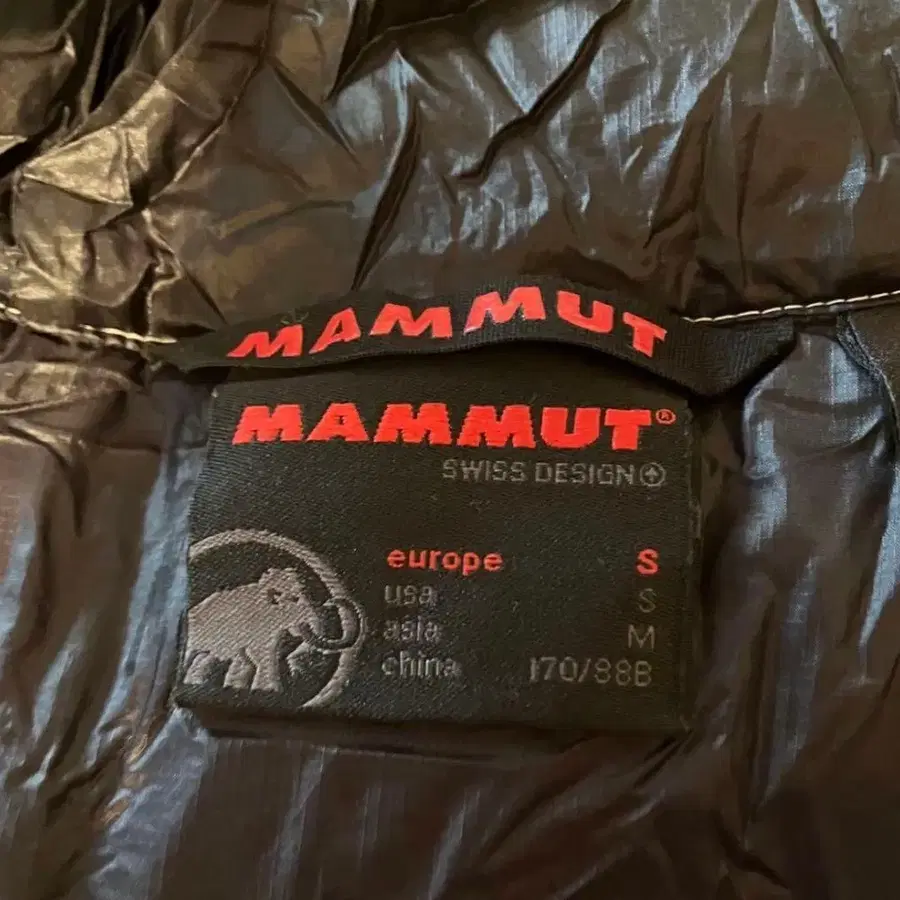 MAMMUT
MAMMUT®
SWISS DESIGN
europe S
usa S
asia M
china 170/88B